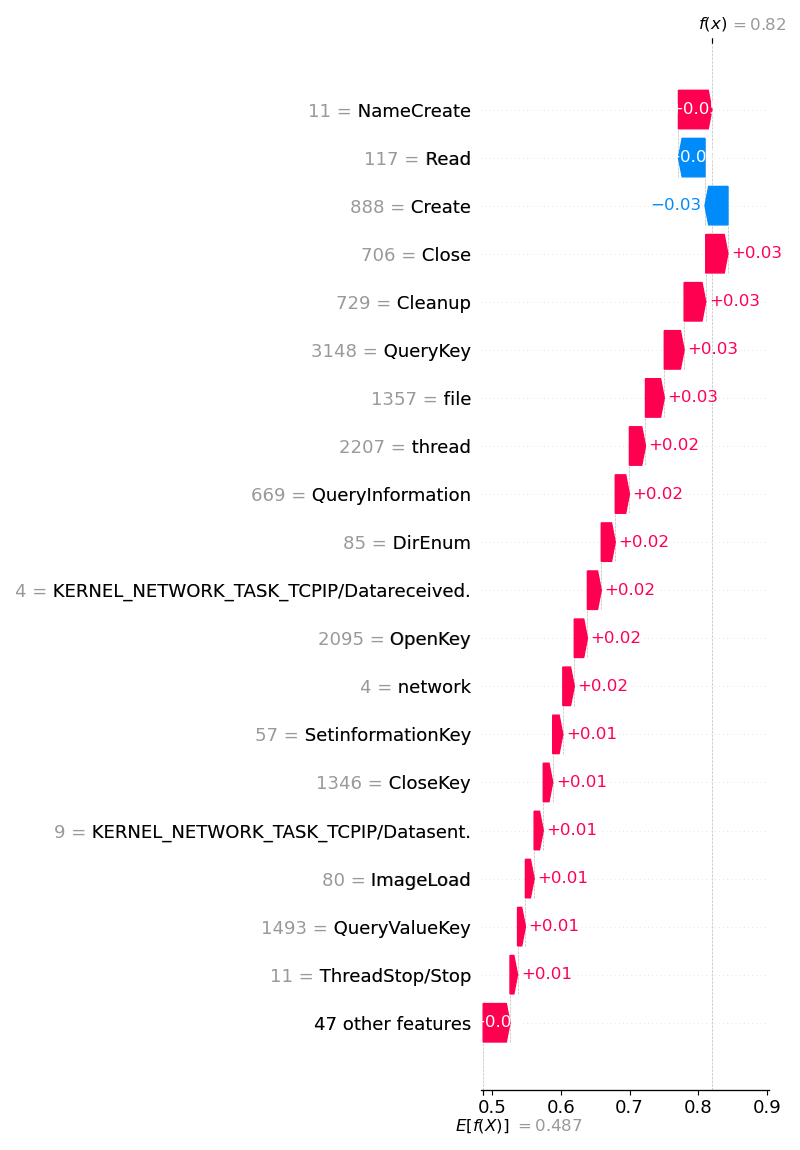 f(x) = 0.82
11 = NameCreate
117 = Read
888 = Create −0.03
706 = Close +0.03
729 = Cleanup +0.03
3148 = QueryKey +0.03
1357 = file +0.03
2207 = thread +0.02
669 = QueryInformation +0.02
85 = DirEnum +0.02
4 = KERNEL_NETWORK_TASK_TCPIP/Datareceived. +0.02
2095 = OpenKey +0.02
4 = network +0.02
57 = SetinformationKey +0.01
1346 = CloseKey +0.01
9 = KERNEL_NETWORK_TASK_TCPIP/Datasent. +0.01
80 = ImageLoad +0.01
1493 = QueryValueKey +0.01
11 = ThreadStop/Stop +0.01
47 other features
0.5 0.6 0.7 0.8 0.9
E[f(X)] = 0.487